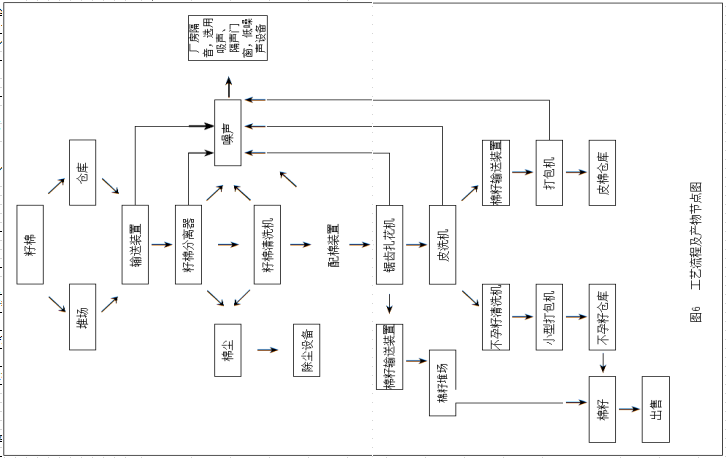 厂房隔
音，选用
吸声、
隔声门
窗，低噪
声设备
噪声
仓库
籽棉
堆场
输送装置
籽棉分离器
籽棉清洗机
配棉装置
锯齿扎花机
皮洗机
棉籽输送装置
打包机
皮棉仓库
棉尘
除尘设备
棉籽输送装置
棉籽堆场
不孕籽清洗机
小型打包机
不孕籽仓库
棉籽
出售
图6 工艺流程及产物节点图